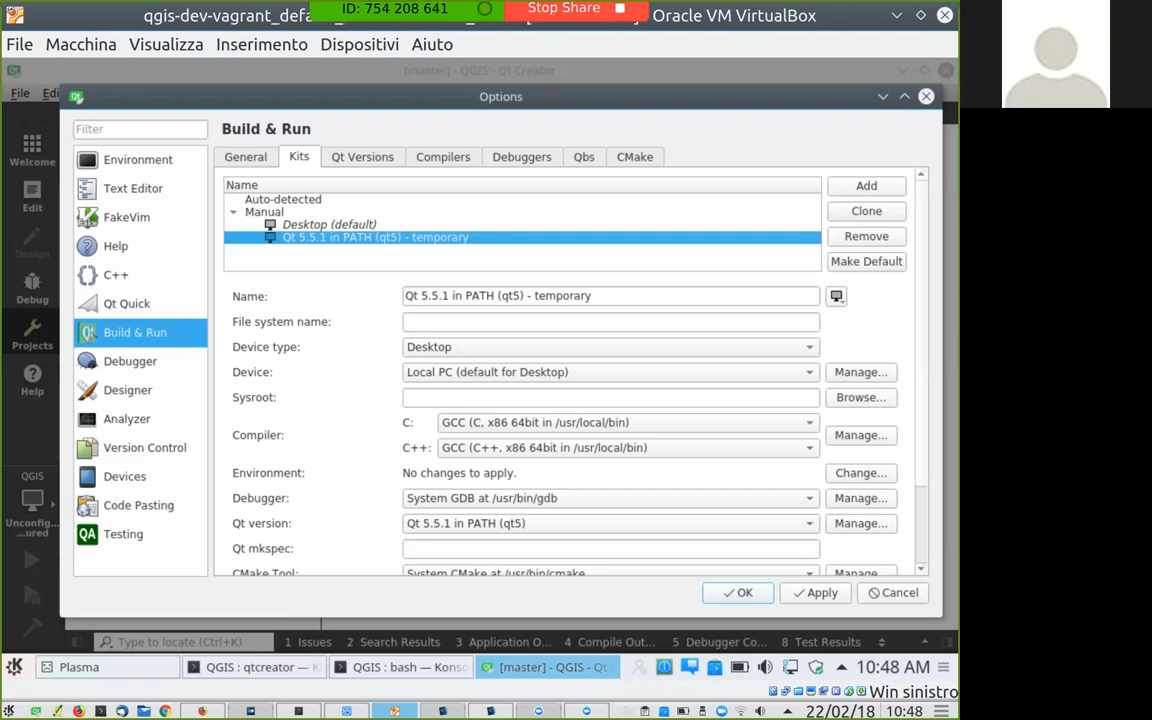 qgis-dev-vagrant_defa
ID: 754 208 641
Stop Share
Oracle VM VirtualBox
File Macchina Visualizza Inserimento Dispositivi Aiuto
[master] - QGIS - Qt Creator
File Edi
Options
Filter
Build & Run
Environment
Text Editor
FakeVim
Help
C++
Qt Quick
Build & Run
Debugger
Designer
Analyzer
Version Control
Devices
Code Pasting
Testing
Welcome
Edit
Design
Debug
Projects
Help
QGIS
Unconfig...
...ured
General Kits Qt Versions Compilers Debuggers Qbs CMake
Name
Auto-detected
Manual
Desktop (default)
Qt 5.5.1 in PATH (qt5) - temporary
Add
Clone
Remove
Make Default
Name: Qt 5.5.1 in PATH (qt5) - temporary
File system name:
Device type: Desktop
Device: Local PC (default for Desktop) Manage...
Sysroot: Browse...
Compiler: C: GCC (C, x86 64bit in /usr/local/bin)
C++: GCC (C++, x86 64bit in /usr/local/bin) Manage...
Environment: No changes to apply. Change...
Debugger: System GDB at /usr/bin/gdb Manage...
Qt version: Qt 5.5.1 in PATH (qt5) Manage...
Qt mkspec:
CMake Tool: System CMake at /usr/bin/cmake Manage
OK Apply Cancel
Type to locate (Ctrl+K) 1 Issues 2 Search Results 3 Application O... 4 Compile Out... 5 Debugger Co... 8 Test Results
Plasma QGIS : qtcreator — K QGIS : bash — Konso [master] - QGIS - Qt 10:48 AM
Win sinistro
22/02/18 10:48